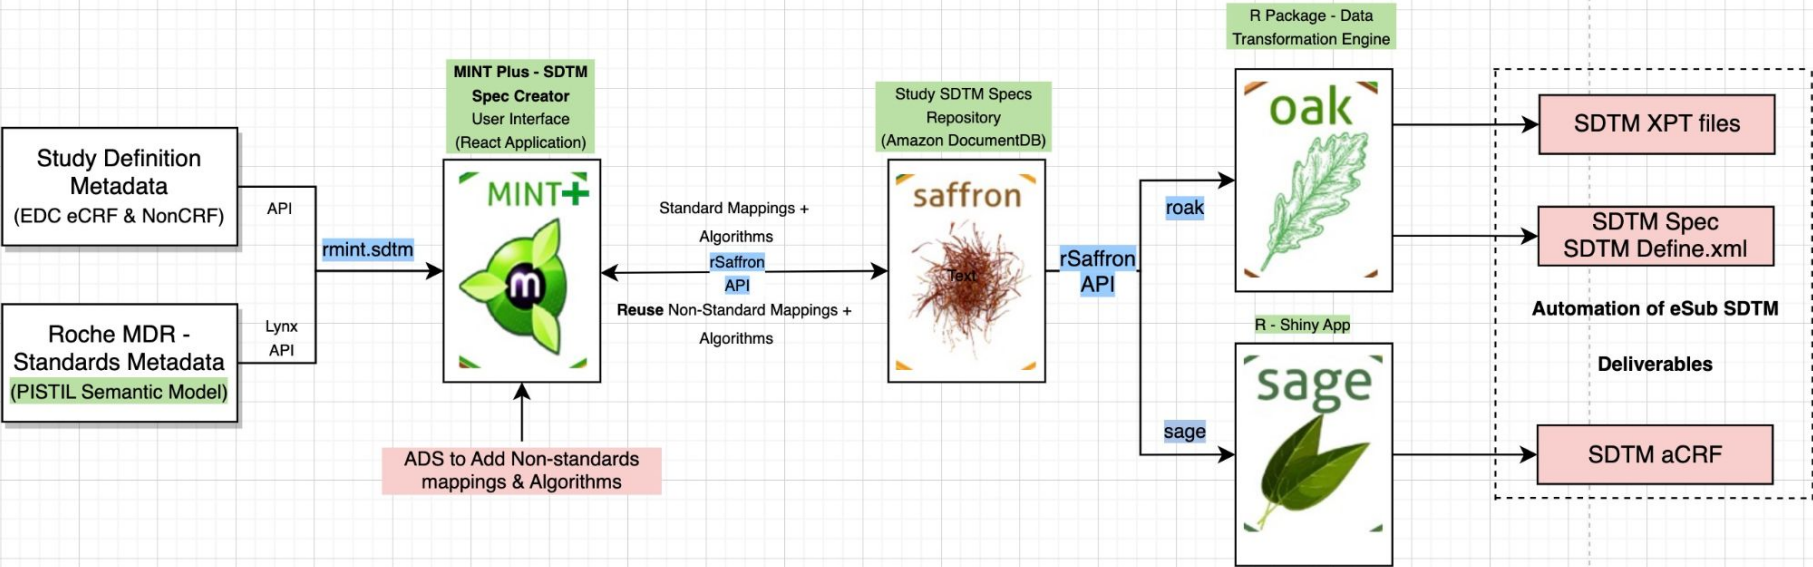 Study Definition
Metadata
(EDC eCRF & NonCRF)
API
Roche MDR -
Standards Metadata
(PISTIL Semantic Model)
Lynx
API
rmint.sdtm
MINT Plus - SDTM
Spec Creator
User Interface
(React Application)
MINT+
m
ADS to Add Non-standards
mappings & Algorithms
Standard Mappings +
Algorithms
rSaffron
API
Reuse Non-Standard Mappings +
Algorithms
Study SDTM Specs
Repository
(Amazon DocumentDB)
saffron
Text
rSaffron
API
roak
sage
R Package - Data
Transformation Engine
oak
R - Shiny App
sage
SDTM XPT files
SDTM Spec
SDTM Define.xml
Automation of eSub SDTM
Deliverables
SDTM aCRF